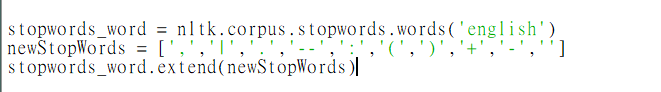 stopwords_word = nltk.corpus.stopwords.words('english')
newStopWords = [',','|','.','--',':','(',')','+','-','']
stopwords_word.extend(newStopWords)